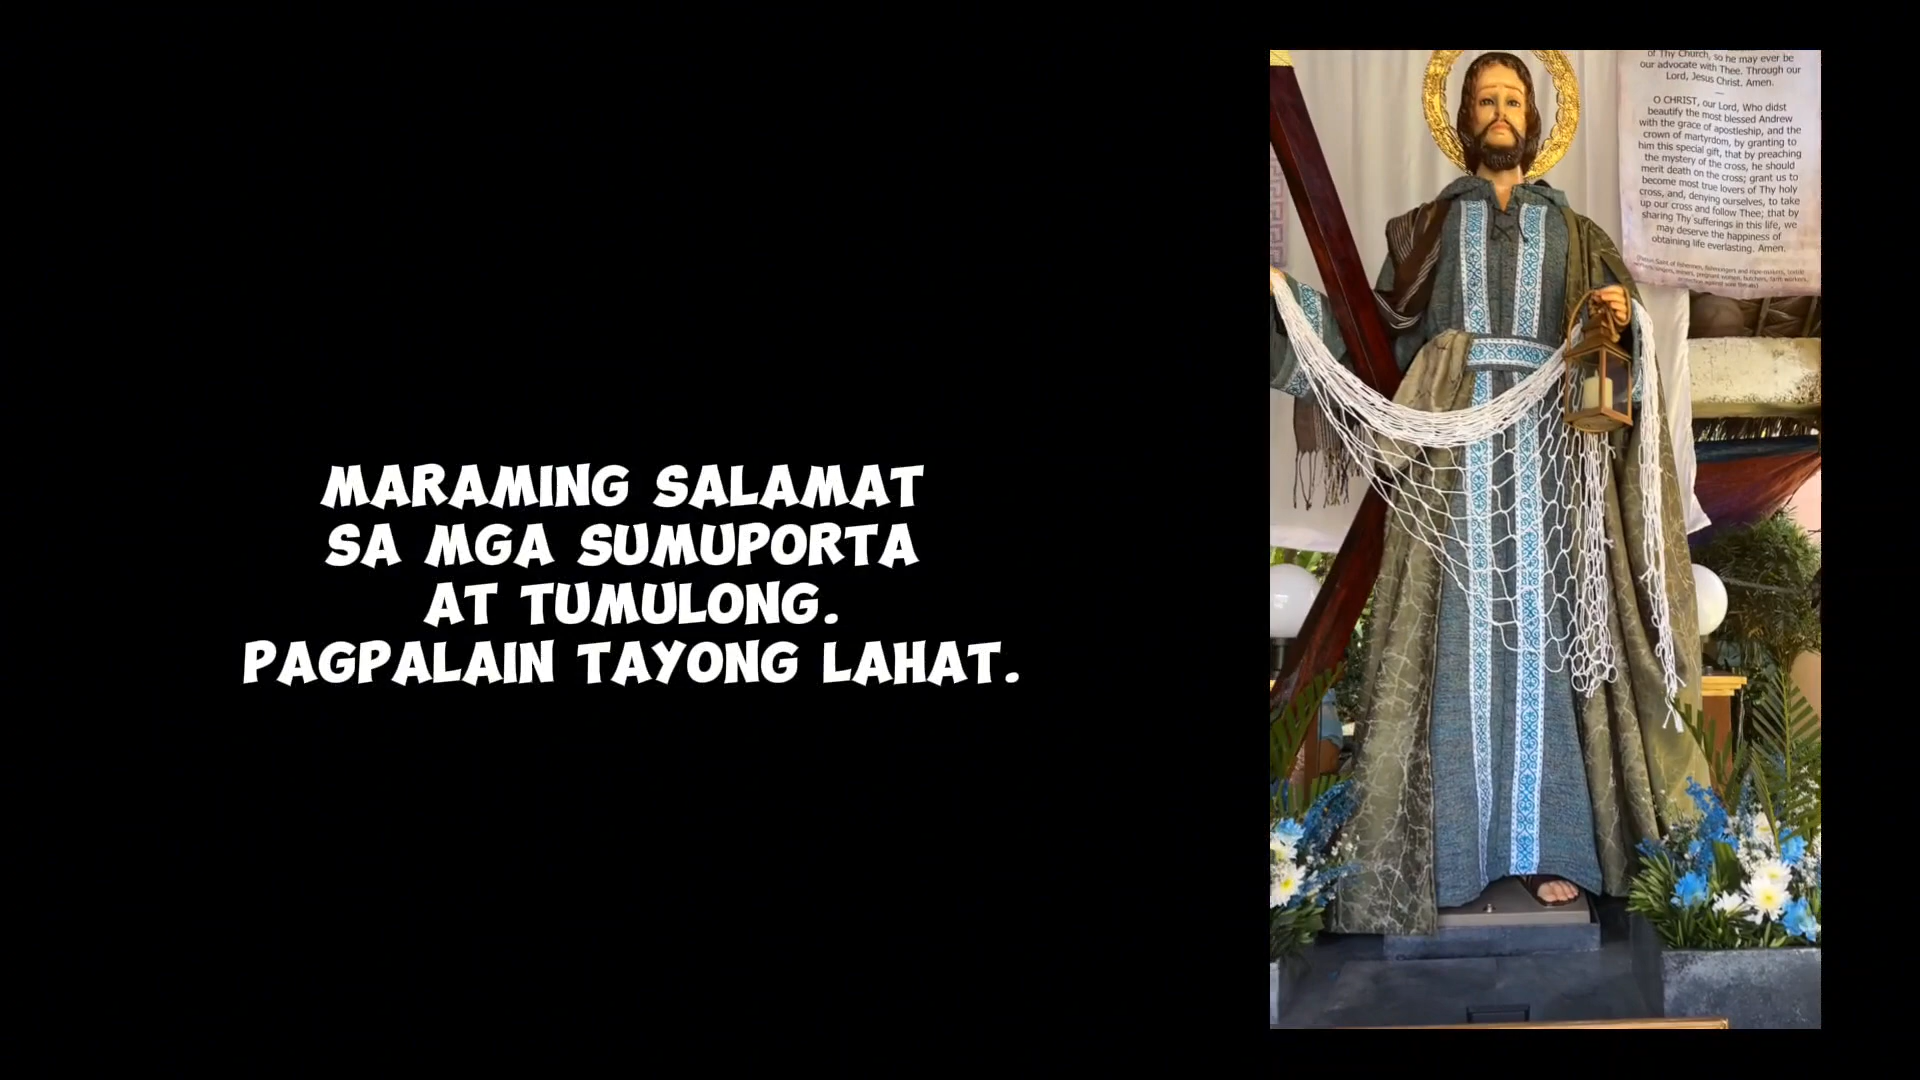 MARAMING SALAMAT
SA MGA SUMUPORTA
AT TUMULONG.
PAGPALAIN TAYONG LAHAT.
of Thy Church, so he may ever be
our advocate with Thee. Through our
Lord, Jesus Christ. Amen.
O CHRIST, our Lord, Who didst
beautify the most blessed Andrew
with the grace of apostleship, and the
crown of martyrdom, by granting to
him this special gift, that by preaching
the mystery of the cross, he should
merit death on the cross; grant us to
become most true lovers of Thy holy
cross, and, denying ourselves, to take
up our cross and follow Thee; that by
sharing Thy sufferings in this life, we
may deserve the happiness of
obtaining life everlasting. Amen.